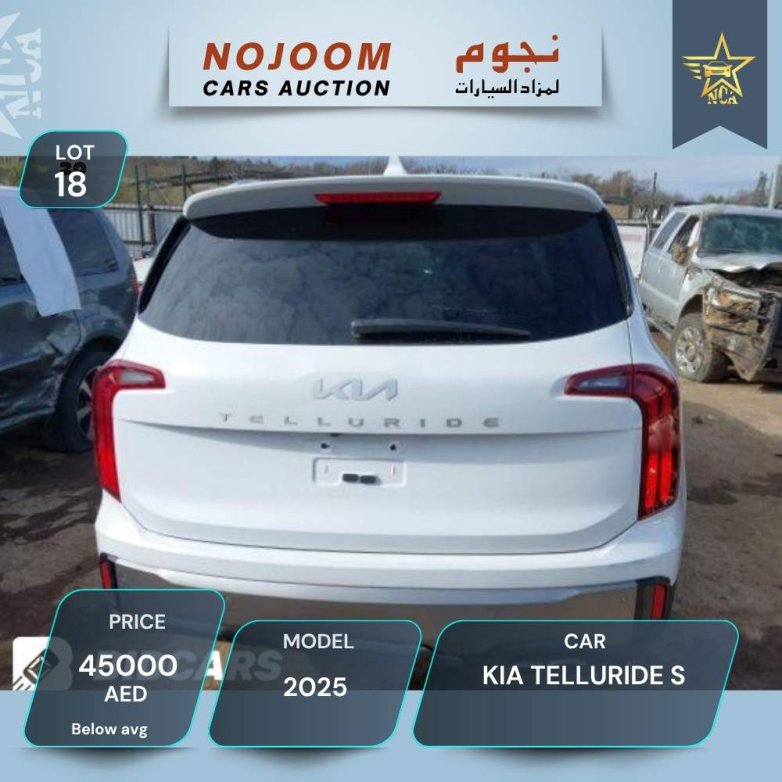 NOJOOM
CARS AUCTION
نجوم
لمزاد السيارات
NCA
NCA
LOT
18
KIA
TELLURIDE
PRICE
45000
AED
Below avg
MODEL
2025
CAR
KIA TELLURIDE S